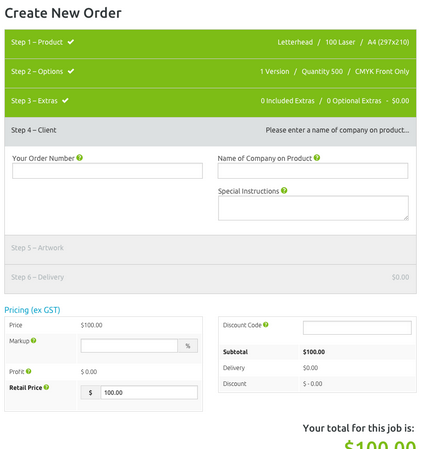 Create New Order
Step 1 – Product
Letterhead / 100 Laser / A4 (297x210)
Step 2 – Options
1 Version / Quantity 500 / CMYK Front Only
Step 3 – Extras
0 Included Extras / 0 Optional Extras - $0.00
Step 4 – Client
Please enter a name of company on product...
Your Order Number
Name of Company on Product
Special Instructions
Step 5 – Artwork
Step 6 – Delivery
$0.00
Pricing (ex GST)
Price $100.00
Markup %
Profit $ 0.00
Retail Price $ 100.00
Discount Code
Subtotal $100.00
Delivery $0.00
Discount $ - 0.00
Your total for this job is:
$100.00